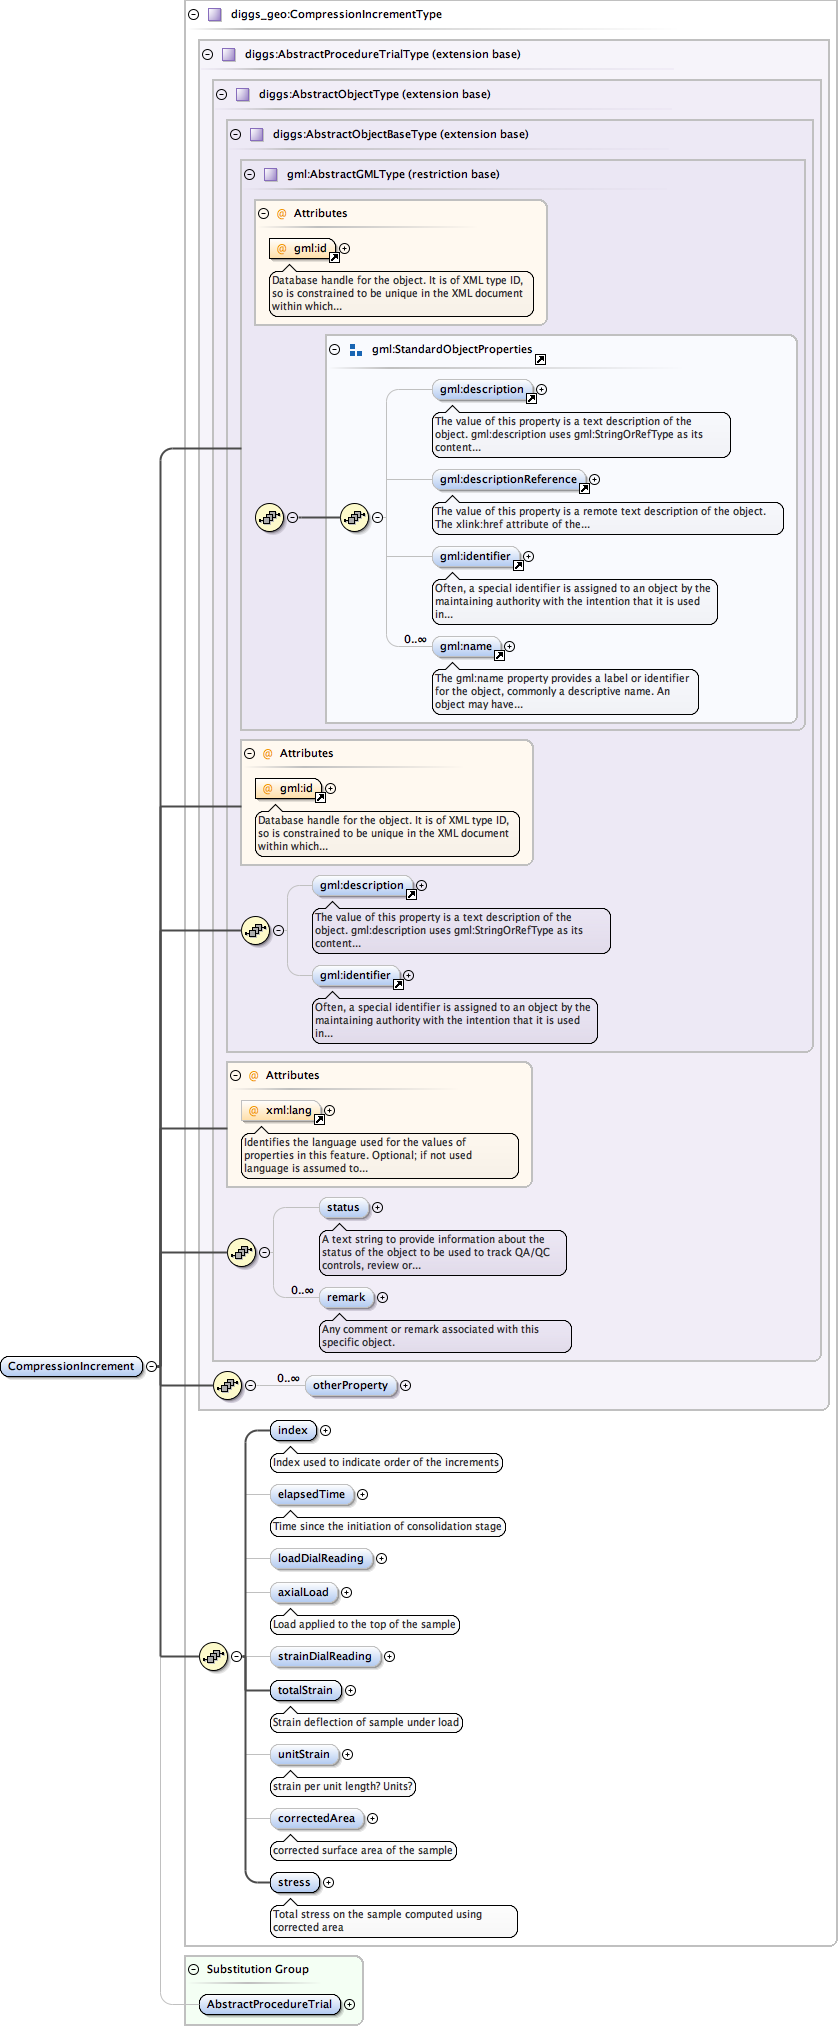 diggs_geo:CompressionIncrementType
diggs:AbstractProcedureTrialType (extension base)
diggs:AbstractObjectType (extension base)
diggs:AbstractObjectBaseType (extension base)
gml:AbstractGMLType (restriction base)
@ Attributes
@ gml:id
Database handle for the object. It is of XML type ID,
so is constrained to be unique in the XML document
within which...
gml:StandardObjectProperties
gml:description
The value of this property is a text description of the
object. gml:description uses gml:StringOrRefType as its
content...
gml:descriptionReference
The value of this property is a remote text description of the object.
The xlink:href attribute of the...
gml:identifier
Often, a special identifier is assigned to an object by the
maintaining authority with the intention that it is used
in...
0..∞
gml:name
The gml:name property provides a label or identifier
for the object, commonly a descriptive name. An
object may have...
@ Attributes
@ gml:id
Database handle for the object. It is of XML type ID,
so is constrained to be unique in the XML document
within which...
gml:description
The value of this property is a text description of the
object. gml:description uses gml:StringOrRefType as its
content...
gml:identifier
Often, a special identifier is assigned to an object by the
maintaining authority with the intention that it is used
in...
@ Attributes
@ xml:lang
Identifies the language used for the values of
properties in this feature. Optional; if not used
language is assumed to...
status
A text string to provide information about the
status of the object to be used to track QA/QC
controls, review or...
0..∞
remark
Any comment or remark associated with this
specific object.
CompressionIncrement
0..∞
otherProperty
index
Index used to indicate order of the increments
elapsedTime
Time since the initiation of consolidation stage
loadDialReading
axialLoad
Load applied to the top of the sample
strainDialReading
totalStrain
Strain deflection of sample under load
unitStrain
strain per unit length? Units?
correctedArea
corrected surface area of the sample
stress
Total stress on the sample computed using
corrected area
Substitution Group
AbstractProcedureTrial